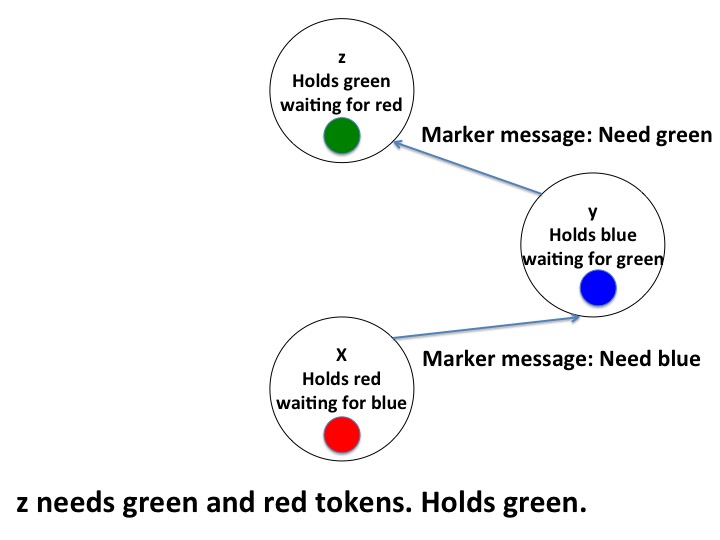 z
Holds green
waiting for red
Marker message: Need green
y
Holds blue
waiting for green
X
Holds red
waiting for blue
Marker message: Need blue
z needs green and red tokens. Holds green.